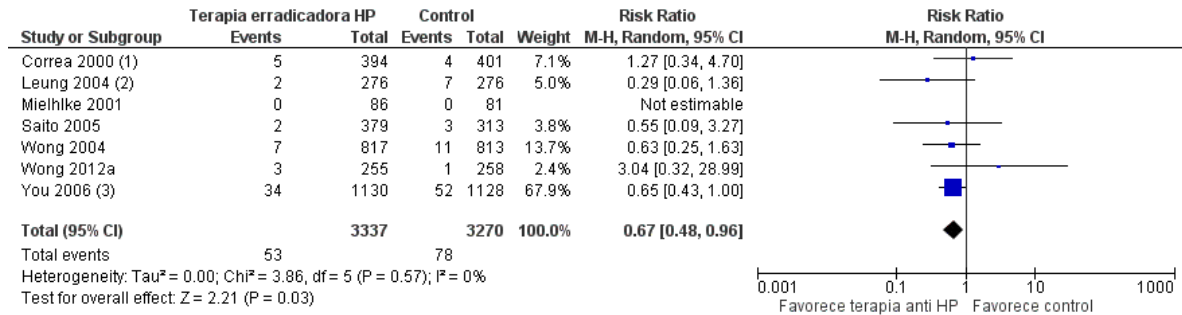 Terapia erradicadora HP Control Risk Ratio Risk Ratio
Study or Subgroup Events Total Events Total Weight M-H, Random, 95% CI M-H, Random, 95% CI
Correa 2000 (1) 5 394 4 401 7.1% 1.27 [0.34, 4.70]
Leung 2004 (2) 2 276 7 276 5.0% 0.29 [0.06, 1.36]
Mielhlke 2001 0 86 0 81 Not estimable
Saito 2005 2 379 3 313 3.8% 0.55 [0.09, 3.27]
Wong 2004 7 817 11 813 13.7% 0.63 [0.25, 1.63]
Wong 2012a 3 255 1 258 2.4% 3.04 [0.32, 28.99]
You 2006 (3) 34 1130 52 1128 67.9% 0.65 [0.43, 1.00]
Total (95% CI) 3337 3270 100.0% 0.67 [0.48, 0.96]
Total events 53 78
Heterogeneity: Tau² = 0.00; Chi² = 3.86, df = 5 (P = 0.57); I² = 0%
Test for overall effect: Z = 2.21 (P = 0.03)
0.001 0.1 1 10 1000
Favorece terapia anti HP Favorece control